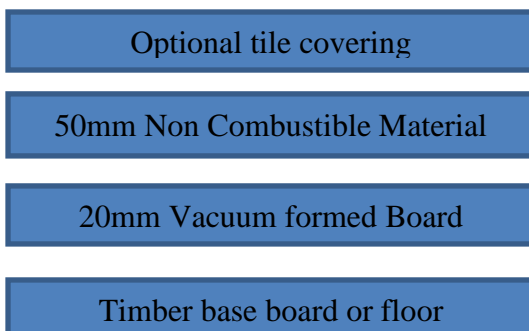 Optional tile covering
50mm Non Combustible Material
20mm Vacuum formed Board
Timber base board or floor